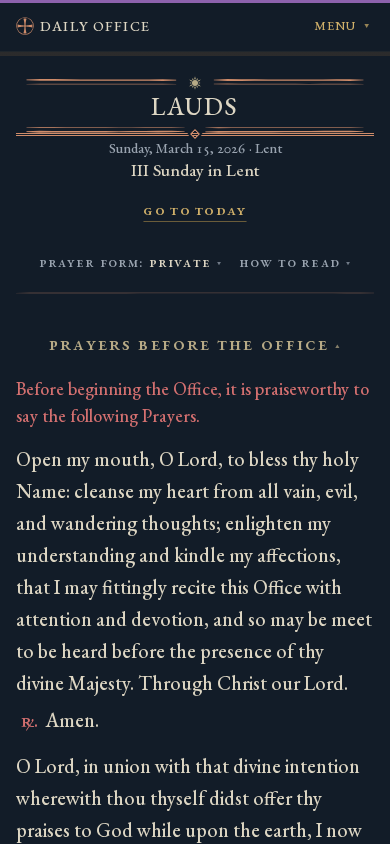 DAILY OFFICE
MENU ▾
LAUDS
Sunday, March 15, 2026 · Lent
III Sunday in Lent
GO TO TODAY
PRAYER FORM: PRIVATE ▾ HOW TO READ ▾
PRAYERS BEFORE THE OFFICE ▴
Before beginning the Office, it is praiseworthy to
say the following Prayers.
Open my mouth, O Lord, to bless thy holy
Name: cleanse my heart from all vain, evil,
and wandering thoughts; enlighten my
understanding and kindle my affections,
that I may fittingly recite this Office with
attention and devotion, and so may be meet
to be heard before the presence of thy
divine Majesty. Through Christ our Lord.
℟. Amen.
O Lord, in union with that divine intention
wherewith thou thyself didst offer thy
praises to God while upon the earth, I now